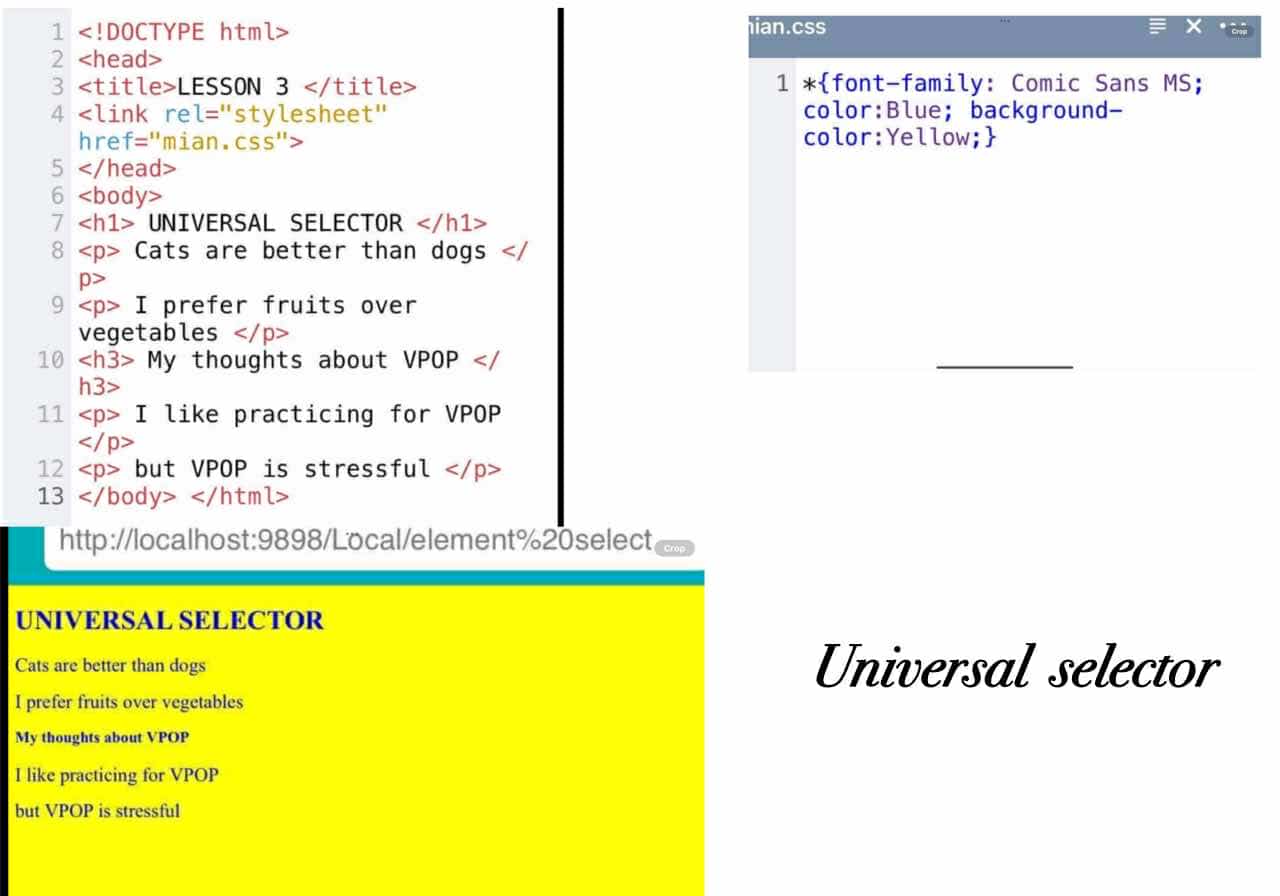 1 <!DOCTYPE html>
2 <head>
3 <title>LESSON 3 </title>
4 <link rel="stylesheet"
href="mian.css">
5 </head>
6 <body>
7 <h1> UNIVERSAL SELECTOR </h1>
8 <p> Cats are better than dogs </
p>
9 <p> I prefer fruits over
vegetables </p>
10 <h3> My thoughts about VPOP </
h3>
11 <p> I like practicing for VPOP
</p>
12 <p> but VPOP is stressful </p>
13 </body> </html>
mian.css
Crop
1 *{font-family: Comic Sans MS;
color:Blue; background-
color:Yellow;}
http://localhost:9898/Local/element%20select
Crop
UNIVERSAL SELECTOR
Cats are better than dogs
I prefer fruits over vegetables
My thoughts about VPOP
I like practicing for VPOP
but VPOP is stressful
Universal selector